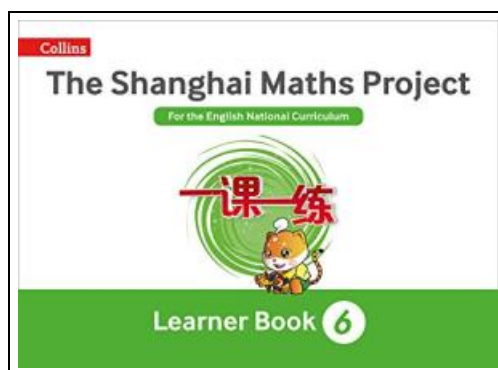 Collins
The Shanghai Maths Project
For the English National Curriculum
一课一练
Learner Book 6